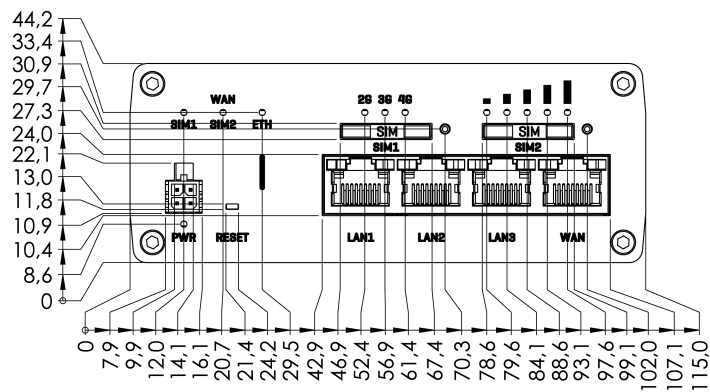 44,2
33,4
30,9
29,7
27,3
24,0
22,1
13,0
11,8
10,9
10,4
8,6
0
WAN
SIM1 SIM2 ETH
2G 3G 4G
SIM SIM
SIM1 SIM2
PWR RESET LAN1 LAN2 LAN3 WAN
0 7,9 9,9 12,0 14,1 16,1 20,7 21,4 24,2 29,5 42,9 46,9 52,4 56,9 61,4 67,4 70,3 78,6 79,6 84,1 88,6 93,1 97,6 99,1 102,0 107,1 115,0